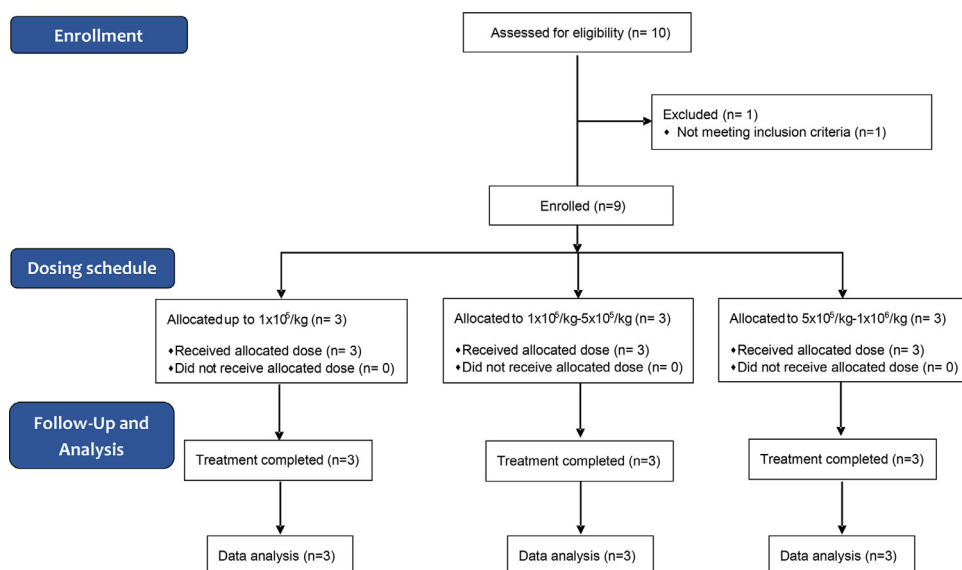 Enrollment
Assessed for eligibility (n= 10)
Excluded (n= 1)
♦ Not meeting inclusion criteria (n=1)
Enrolled (n=9)
Dosing schedule
Allocated up to 1x10⁵/kg (n= 3)
♦Received allocated dose (n= 3)
♦Did not receive allocated dose (n= 0)
Allocated to 1x10⁵/kg-5x10⁵/kg (n= 3)
♦Received allocated dose (n= 3)
♦Did not receive allocated dose (n= 0)
Allocated to 5x10⁵/kg-1x10⁶/kg (n= 3)
♦Received allocated dose (n= 3)
♦Did not receive allocated dose (n= 0)
Follow-Up and
Analysis
Treatment completed (n=3)
Treatment completed (n=3)
Treatment completed (n=3)
Data analysis (n=3)
Data analysis (n=3)
Data analysis (n=3)